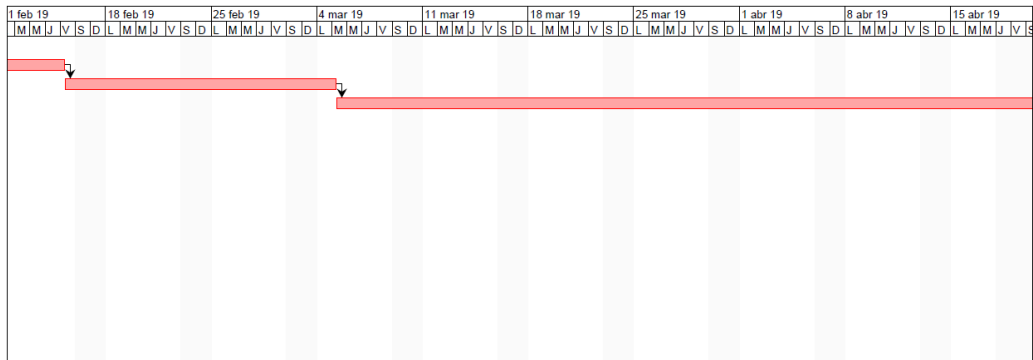 1 feb 19 18 feb 19 25 feb 19 4 mar 19 11 mar 19 18 mar 19 25 mar 19 1 abr 19 8 abr 19 15 abr 19
M M J V S D L M M J V S D L M M J V S D L M M J V S D L M M J V S D L M M J V S D L M M J V S D L M M J V S D L M M J V S D L M M J V S D L M M J V S